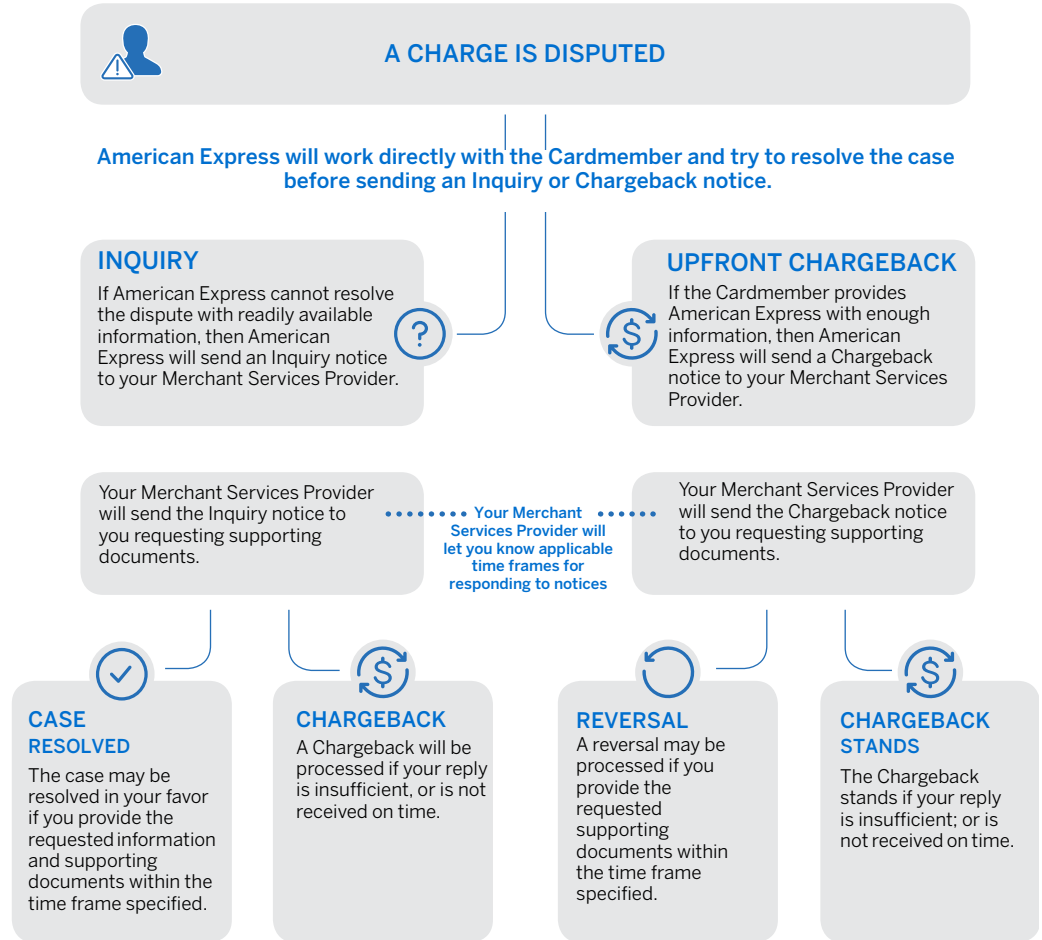 A CHARGE IS DISPUTED
American Express will work directly with the Cardmember and try to resolve the case
before sending an Inquiry or Chargeback notice.
INQUIRY
If American Express cannot resolve
the dispute with readily available
information, then American
Express will send an Inquiry notice
to your Merchant Services Provider.
?
UPFRONT CHARGEBACK
If the Cardmember provides
American Express with enough
information, then American
Express will send a Chargeback
notice to your Merchant Services
Provider.
$
Your Merchant Services Provider
will send the Inquiry notice to
you requesting supporting
documents.
Your Merchant
Services Provider will
let you know applicable
time frames for
responding to notices
Your Merchant Services Provider
will send the Chargeback notice
to you requesting supporting
documents.
CASE
RESOLVED
The case may be
resolved in your favor
if you provide the
requested information
and supporting
documents within the
time frame specified.
$
CHARGEBACK
A Chargeback will be
processed if your reply
is insufficient, or is not
received on time.
REVERSAL
A reversal may be
processed if you
provide the
requested
supporting
documents within
the time frame
specified.
$
CHARGEBACK
STANDS
The Chargeback
stands if your reply
is insufficient; or is
not received on time.